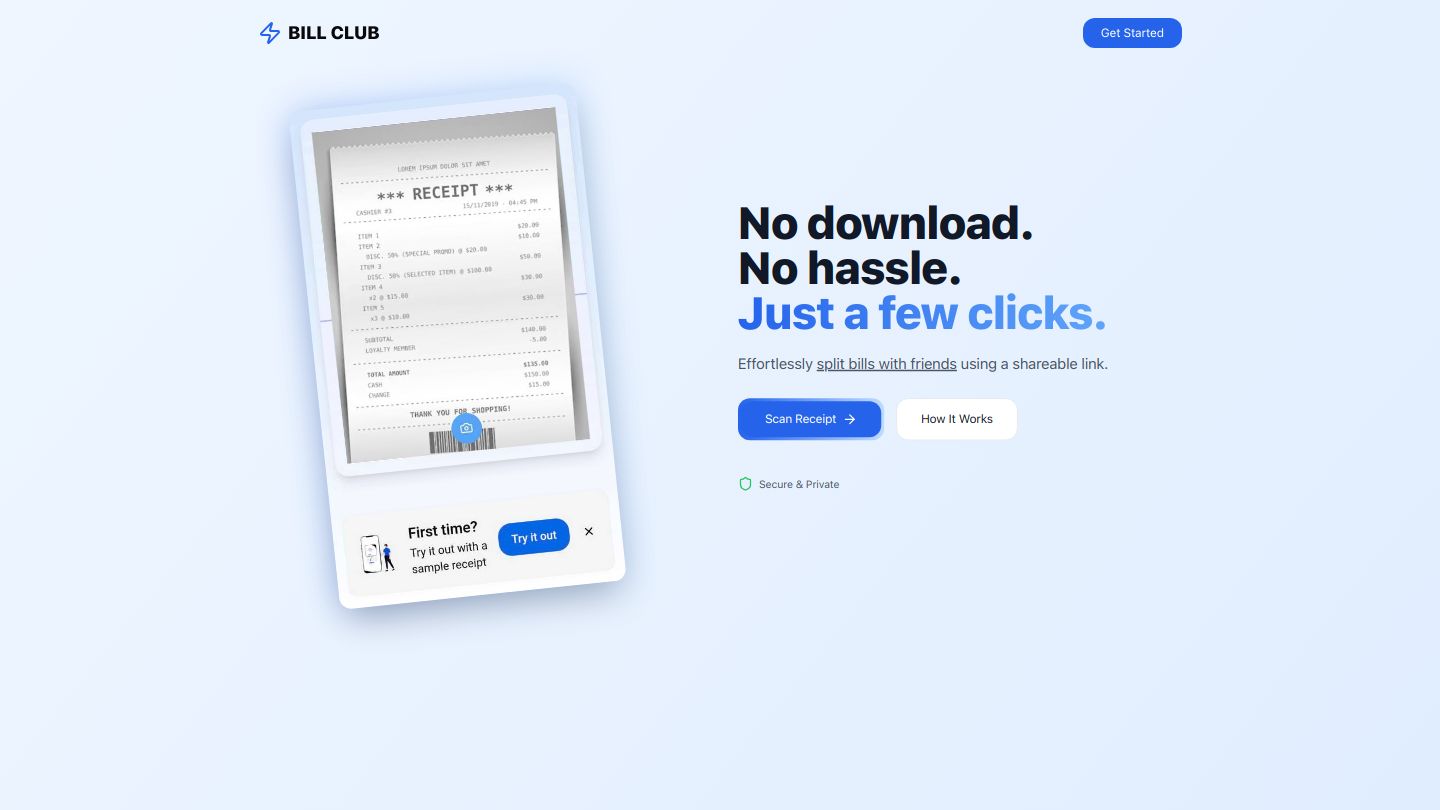 BILL CLUB
Get Started
LOREM IPSUM DOLOR SIT AMET
*** RECEIPT ***
CASHIER #3 15/11/2019 - 04:45 PM
ITEM 1 $20.00
ITEM 2 $10.00
DISC. 50% (SPECIAL PROMO) @ $20.00
ITEM 3 $50.00
DISC. 50% (SELECTED ITEM) @ $100.00
ITEM 4 $30.00
x2 @ $15.00
ITEM 5 $30.00
x3 @ $10.00
SUBTOTAL $140.00
LOYALTY MEMBER -5.00
TOTAL AMOUNT $135.00
CASH $150.00
CHANGE $15.00
THANK YOU FOR SHOPPING!
First time?
Try it out with a
sample receipt
Try it out
No download.
No hassle.
Just a few clicks.
Effortlessly split bills with friends using a shareable link.
Scan Receipt
How It Works
Secure & Private